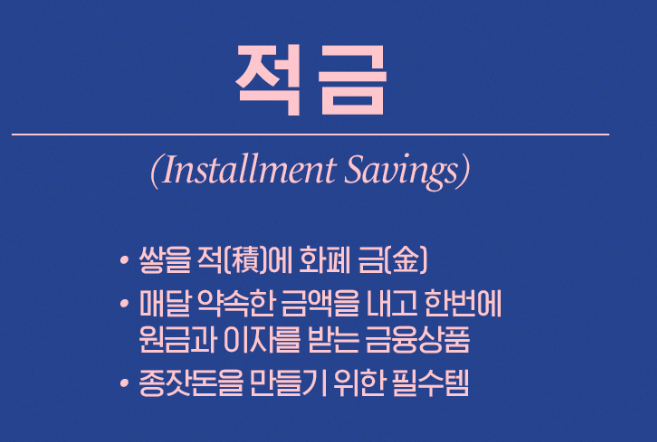 적금
(Installment Savings)
• 쌓을 적(積)에 화폐 금(金)
• 매달 약속한 금액을 내고 한번에
원금과 이자를 받는 금융상품
• 종잣돈을 만들기 위한 필수템